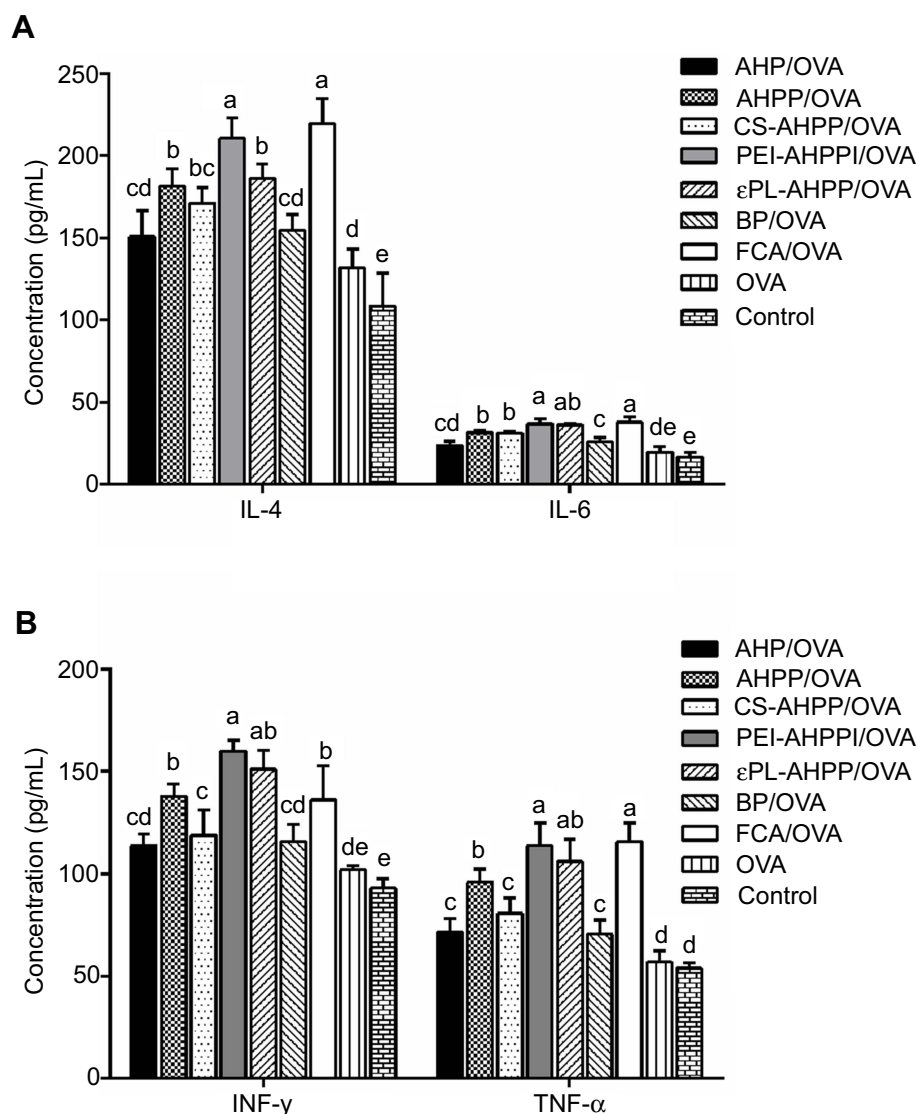 A
250
200
150
100
50
0
Concentration (pg/mL)
cd b bc a b cd a d e
cd b b a ab c a de e
IL-4 IL-6
AHP/OVA
AHPP/OVA
CS-AHPP/OVA
PEI-AHPPI/OVA
εPL-AHPP/OVA
BP/OVA
FCA/OVA
OVA
Control
B
200
150
100
50
0
Concentration (pg/mL)
cd b c a ab cd b de e
c b c a ab c a d d
INF-γ TNF-α
AHP/OVA
AHPP/OVA
CS-AHPP/OVA
PEI-AHPPI/OVA
εPL-AHPP/OVA
BP/OVA
FCA/OVA
OVA
Control